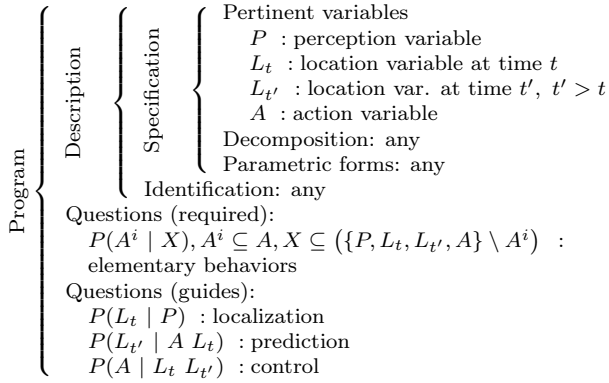 Program
Description
Specification
Pertinent variables
P : perception variable
L_t : location variable at time t
L_{t'} : location var. at time t', t' > t
A : action variable
Decomposition: any
Parametric forms: any
Identification: any
Questions (required):
P(A^i | X), A^i ⊆ A, X ⊆ ({P, L_t, L_{t'}, A} \ A^i) :
elementary behaviors
Questions (guides):
P(L_t | P) : localization
P(L_{t'} | A L_t) : prediction
P(A | L_t L_{t'}) : control